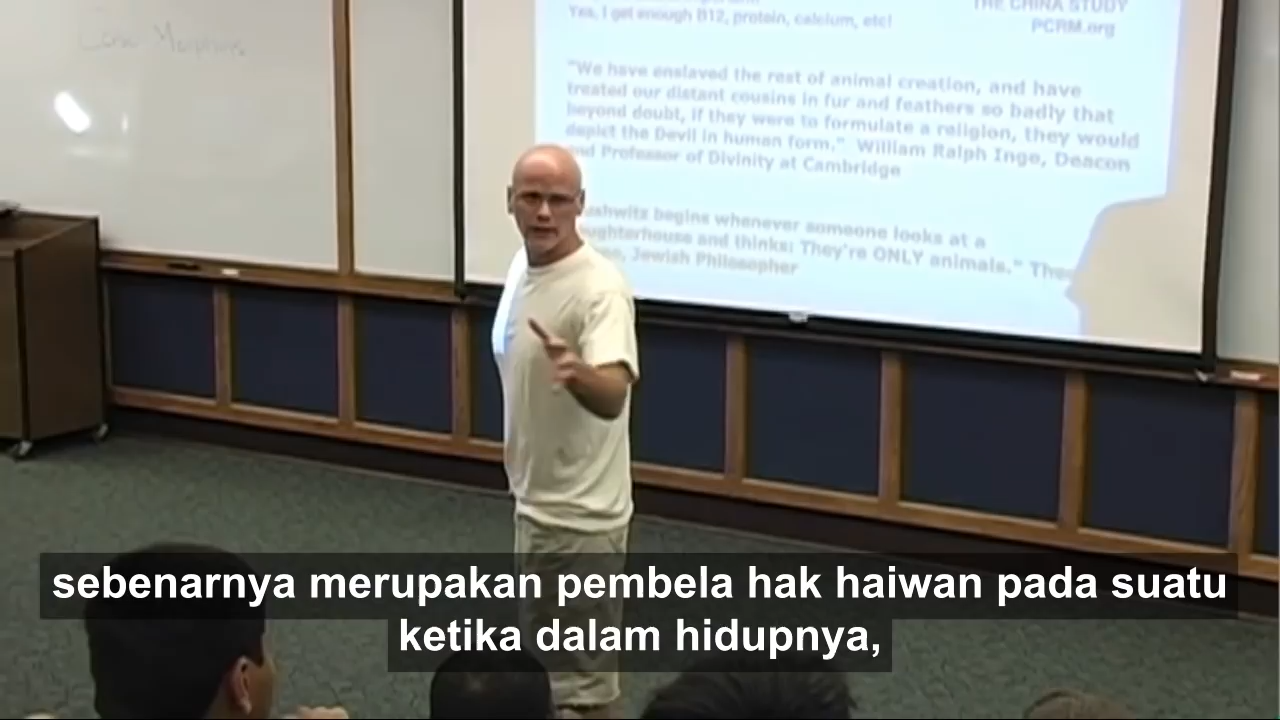 THE CHINA STUDY
Yes, I get enough B12, protein, calcium, etc!
PCRM.org
"We have enslaved the rest of animal creation, and have
treated our distant cousins in fur and feathers so badly that
beyond doubt, if they were to formulate a religion, they would
depict the Devil in human form." William Ralph Inge, Deacon
and Professor of Divinity at Cambridge
begins whenever someone looks at a
and thinks: They're ONLY animals."
Jewish Philosopher
sebenarnya merupakan pembela hak haiwan pada suatu
ketika dalam hidupnya,